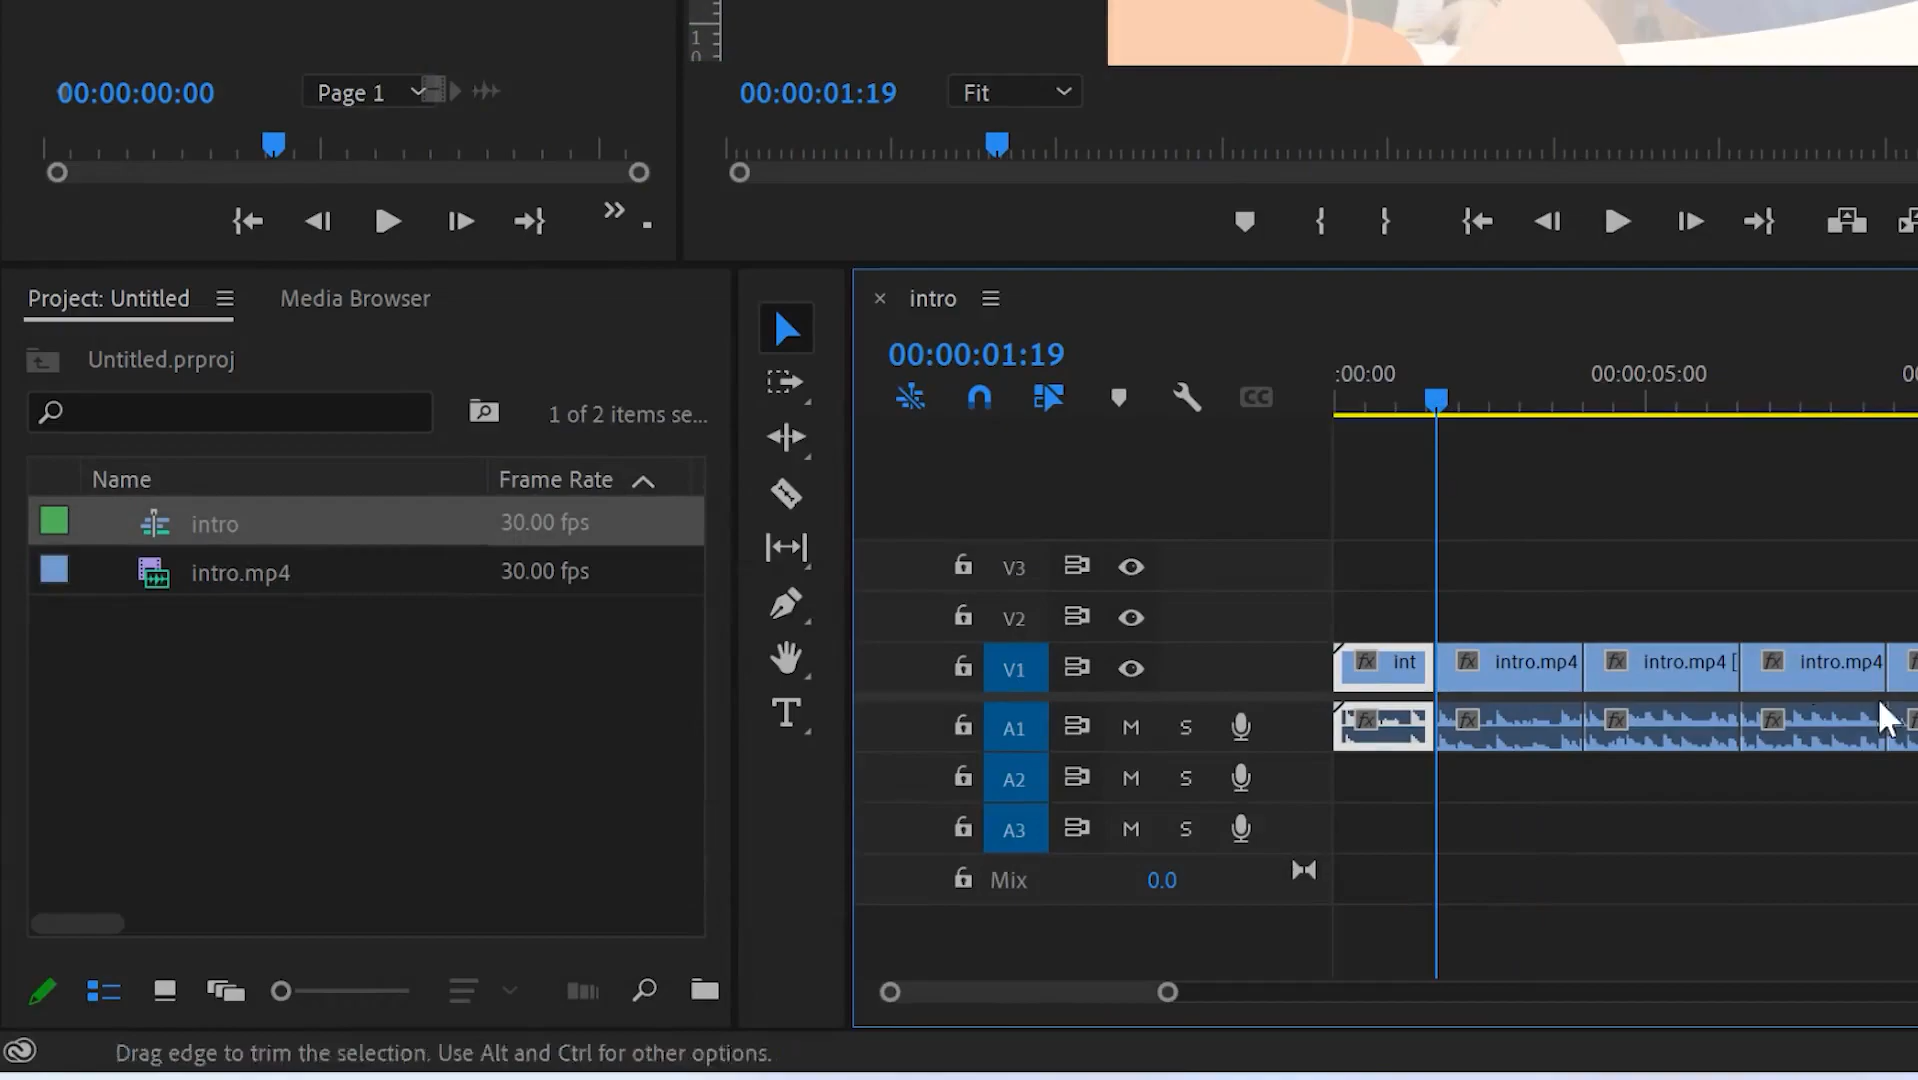 1
0
00:00:00:00
Page 1
00:00:01:19
Fit
Project: Untitled
Media Browser
Untitled.prproj
1 of 2 items se...
Name
Frame Rate
intro
30.00 fps
intro.mp4
30.00 fps
T
intro
00:00:01:19
CC
:00:00
00:00:05:00
V3
V2
V1
int
intro.mp4
intro.mp4 [
intro.mp4
fx
fx
fx
fx
A1
M
S
fx
fx
fx
fx
A2
M
S
A3
M
S
Mix
0.0
Drag edge to trim the selection. Use Alt and Ctrl for other options.